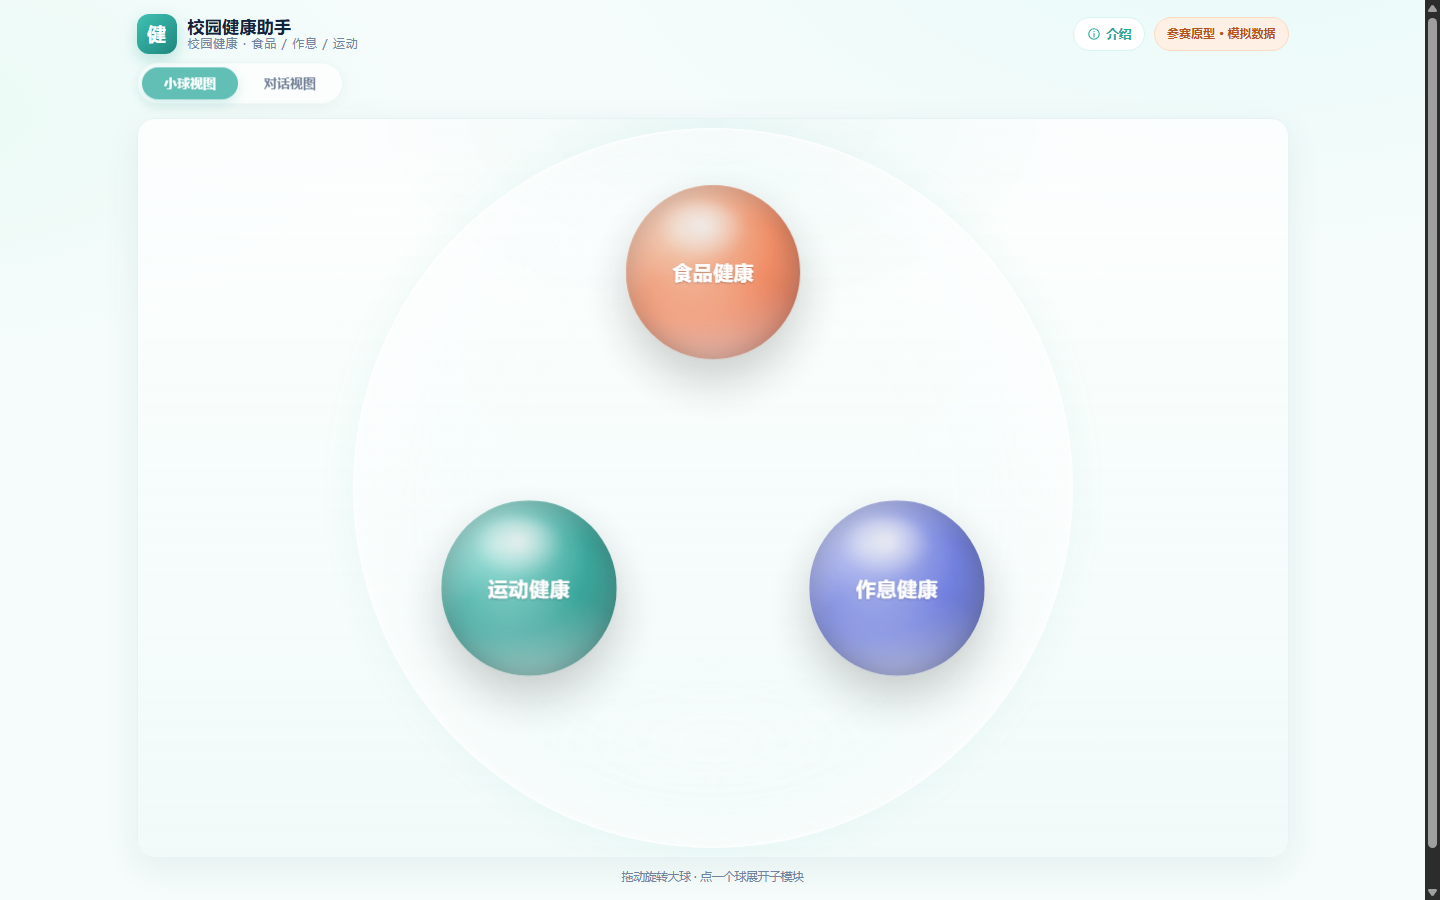 健
校园健康助手
校园健康 · 食品 / 作息 / 运动
介绍
参赛原型 • 模拟数据
小球视图
对话视图
食品健康
运动健康
作息健康
拖动旋转大球 · 点一个球展开子模块